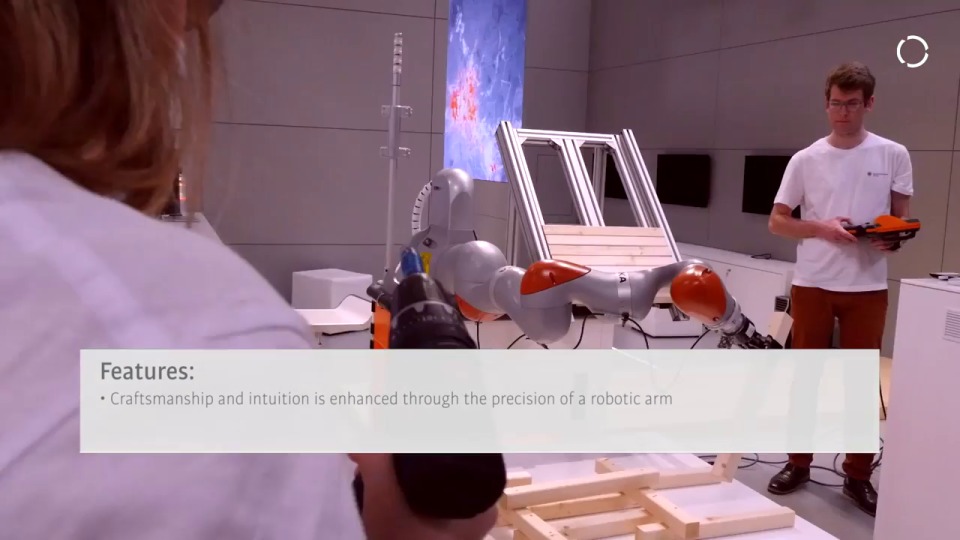 Features:
• Craftsmanship and intuition is enhanced through the precision of a robotic arm